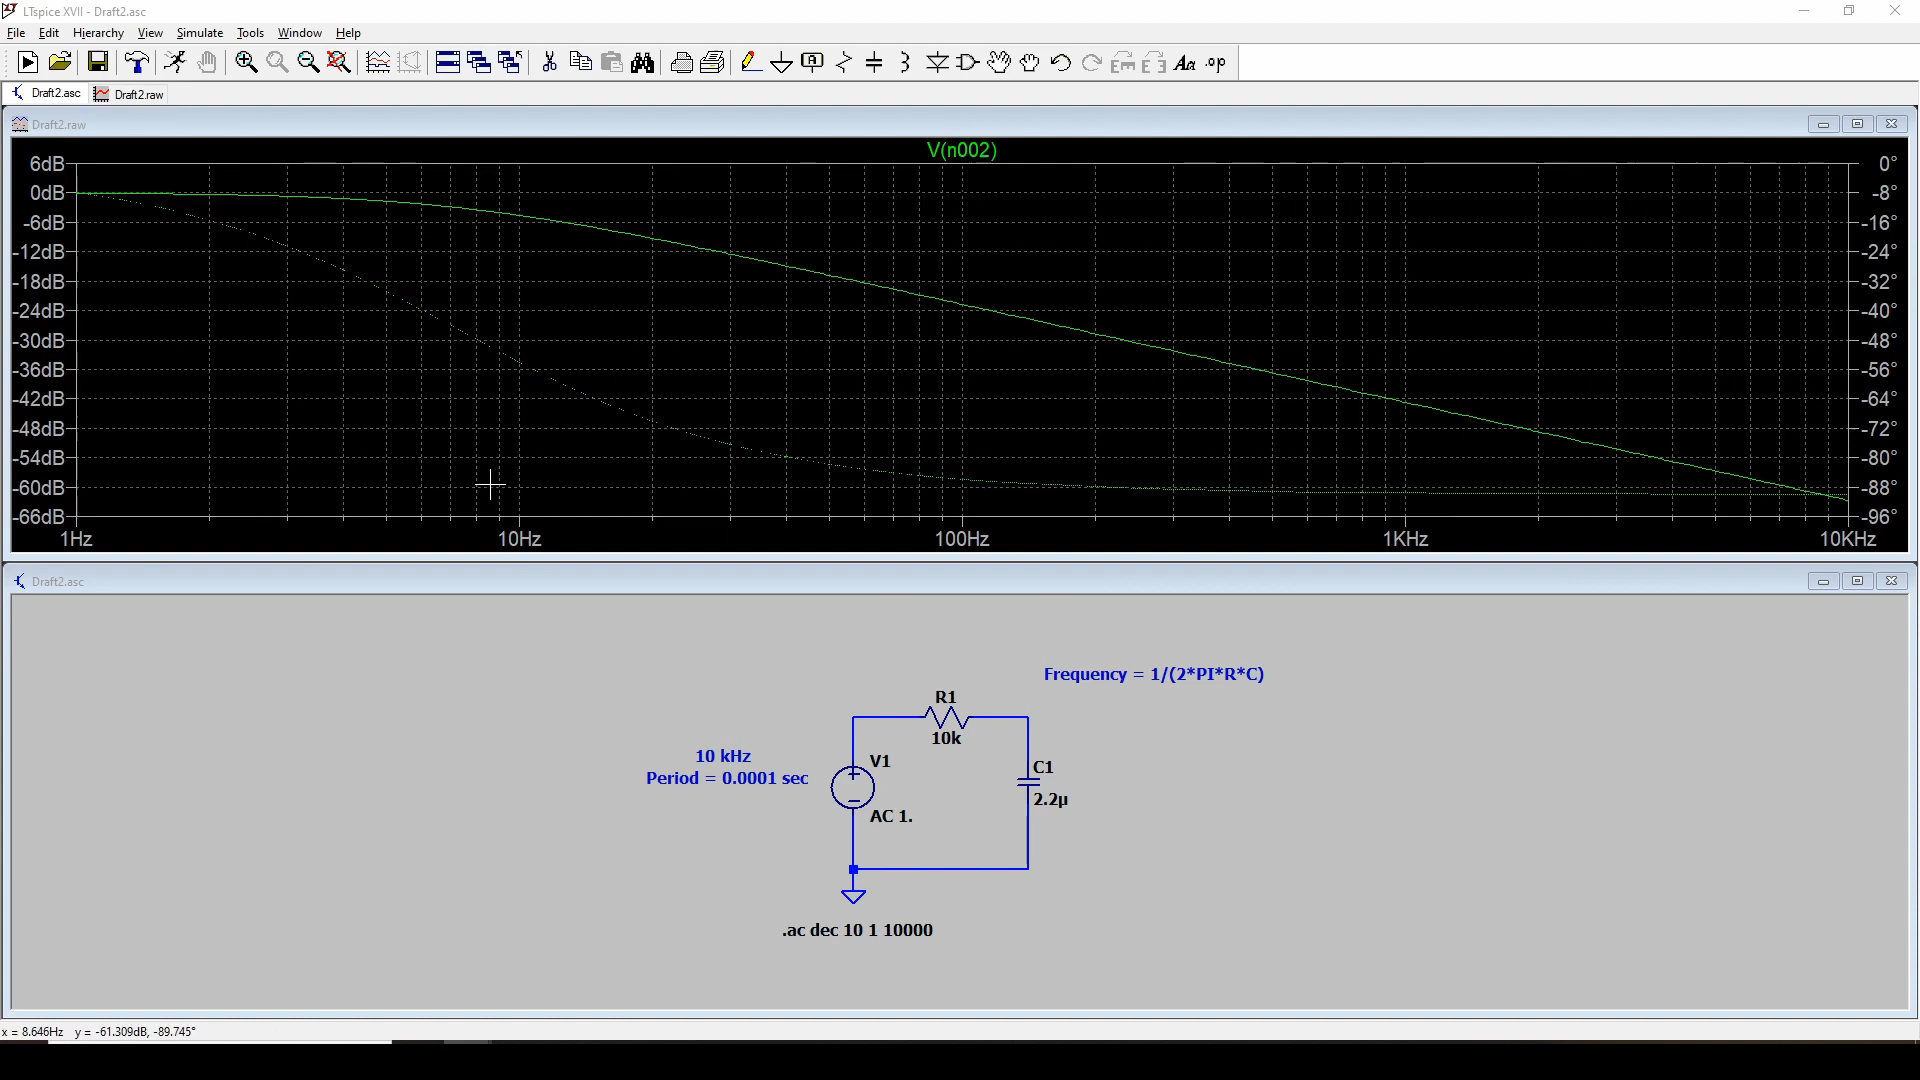 LTspice XVII - Draft2.asc
File Edit Hierarchy View Simulate Tools Window Help
A Aa .op
Draft2.asc Draft2.raw
Draft2.raw
V(n002)
6dB 0°
0dB -8°
-6dB -16°
-12dB -24°
-18dB -32°
-24dB -40°
-30dB -48°
-36dB -56°
-42dB -64°
-48dB -72°
-54dB -80°
-60dB -88°
-66dB -96°
1Hz 10Hz 100Hz 1KHz 10KHz
Draft2.asc
Frequency = 1/(2*PI*R*C)
R1
10k
10 kHz
Period = 0.0001 sec
V1
AC 1.
C1
2.2µ
.ac dec 10 1 10000
x = 8.646Hz y = -61.309dB, -89.745°